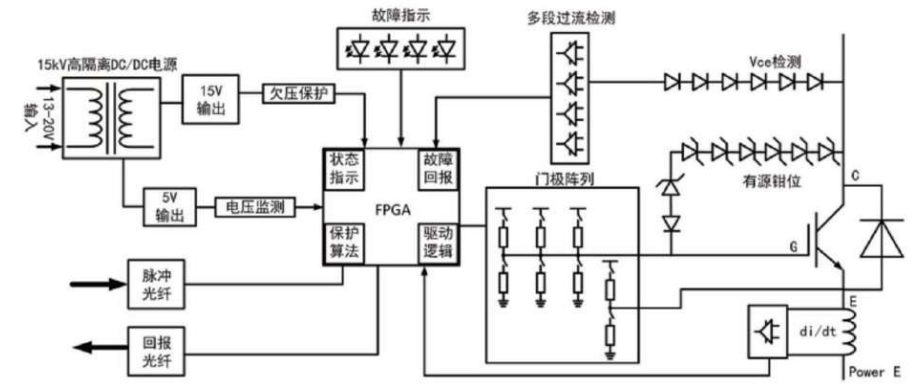 故障指示
多段过流检测
15kV高隔离DC/DC电源
Vce检测
13-20V
输入
15V
输出
欠压保护
状态
指示
故障
回报
门极阵列
有源钳位
C
5V
输出
电压监测
FPGA
保护
算法
驱动
逻辑
G
脉冲
光纤
E
di/dt
回报
光纤
Power E